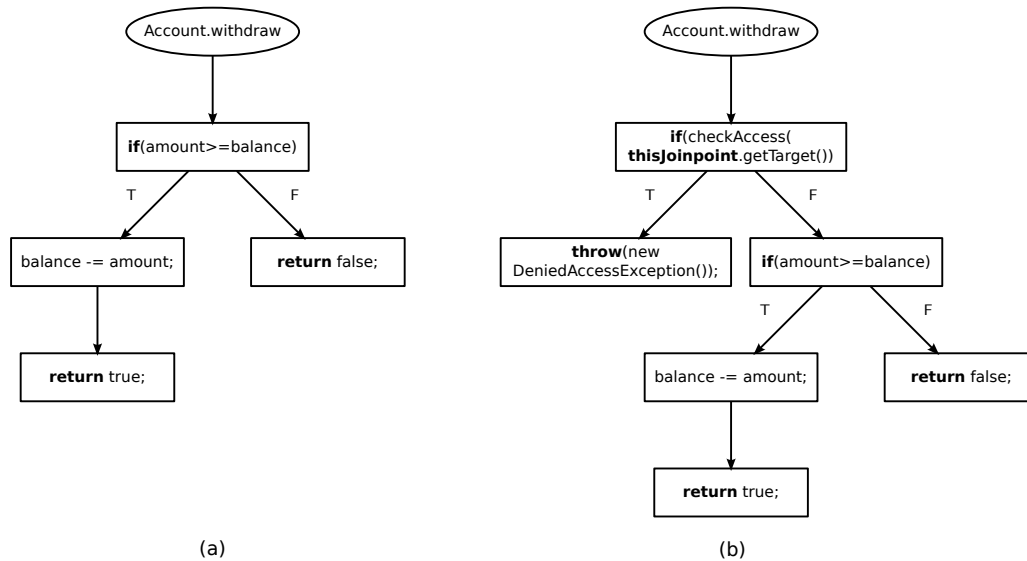 Account.withdraw
if(amount>=balance)
T
F
balance -= amount;
return false;
return true;
(a)
Account.withdraw
if(checkAccess(
thisJoinpoint.getTarget())
T
F
throw(new
DeniedAccessException());
if(amount>=balance)
T
F
balance -= amount;
return false;
return true;
(b)